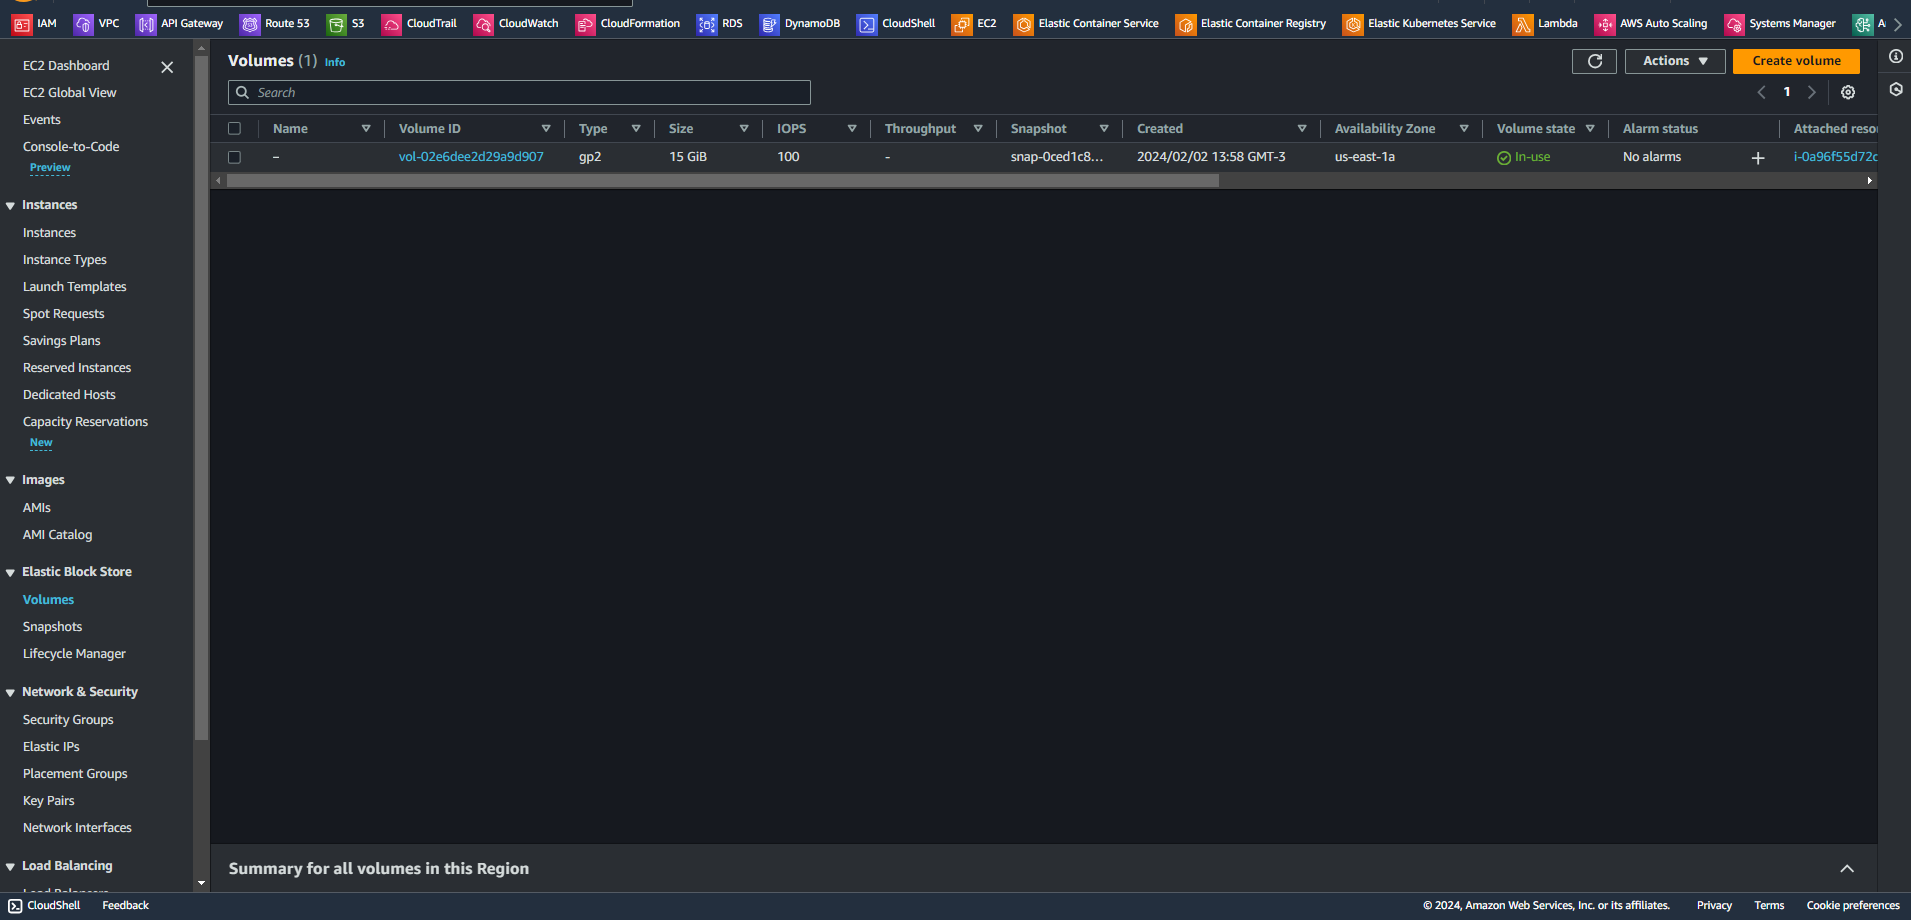 IAM VPC API Gateway Route 53 S3 CloudTrail CloudWatch CloudFormation RDS DynamoDB CloudShell EC2 Elastic Container Service Elastic Container Registry Elastic Kubernetes Service Lambda AWS Auto Scaling Systems Manager
EC2 Dashboard
EC2 Global View
Events
Console-to-Code
Preview
Instances
Instances
Instance Types
Launch Templates
Spot Requests
Savings Plans
Reserved Instances
Dedicated Hosts
Capacity Reservations
New
Images
AMIs
AMI Catalog
Elastic Block Store
Volumes
Snapshots
Lifecycle Manager
Network & Security
Security Groups
Elastic IPs
Placement Groups
Key Pairs
Network Interfaces
Load Balancing
Volumes (1) Info
Actions Create volume
Search
1
Name Volume ID Type Size IOPS Throughput Snapshot Created Availability Zone Volume state Alarm status Attached resou
– vol-02e6dee2d29a9d907 gp2 15 GiB 100 - snap-0ced1c8... 2024/02/02 13:58 GMT-3 us-east-1a In-use No alarms + i-0a96f55d72c
Summary for all volumes in this Region
CloudShell Feedback © 2024, Amazon Web Services, Inc. or its affiliates. Privacy Terms Cookie preferences